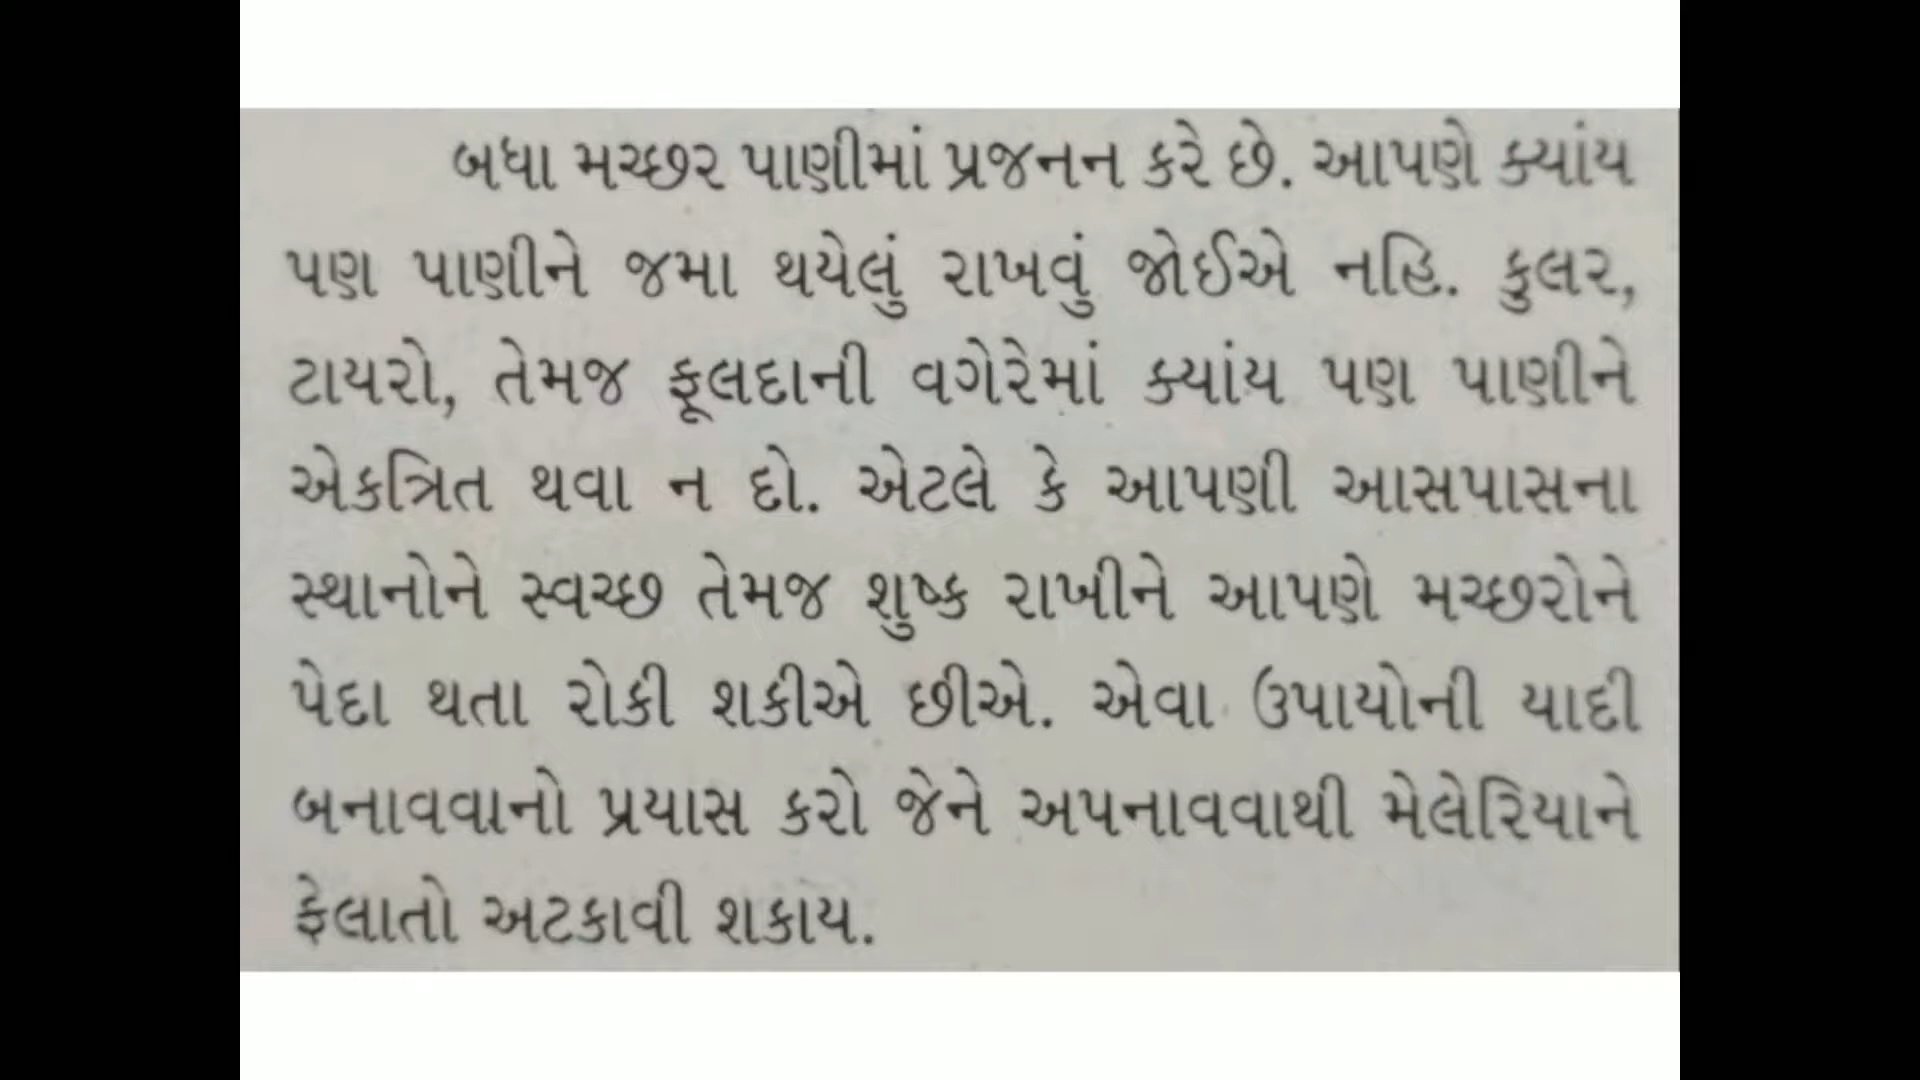 બધા મચ્છર પાણીમાં પ્રજનન કરે છે. આપણે ક્યાંય
પણ પાણીને જમા થયેલું રાખવું જોઈએ નહિ. કુલર,
ટાયરો, તેમજ ફૂલદાની વગેરેમાં ક્યાંય પણ પાણીને
એકત્રિત થવા ન દો. એટલે કે આપણી આસપાસના
સ્થાનોને સ્વચ્છ તેમજ શુષ્ક રાખીને આપણે મચ્છરોને
પેદા થતા રોકી શકીએ છીએ. એવા ઉપાયોની યાદી
બનાવવાનો પ્રયાસ કરો જેને અપનાવવાથી મેલેરિયાને
ફેલાતો અટકાવી શકાય.